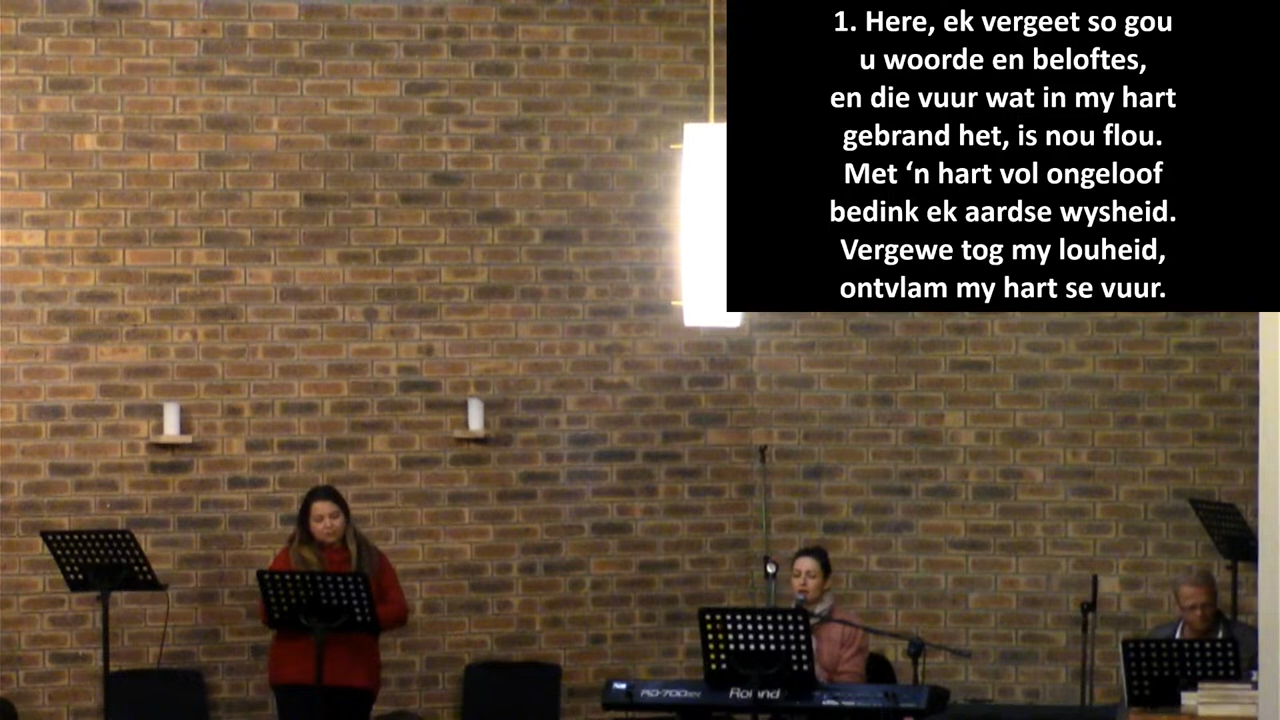 1. Here, ek vergeet so gou
u woorde en beloftes,
en die vuur wat in my hart
gebrand het, is nou flou.
Met ‘n hart vol ongeloof
bedink ek aardse wysheid.
Vergewe tog my louheid,
ontvlam my hart se vuur.
RD-700SX Roland